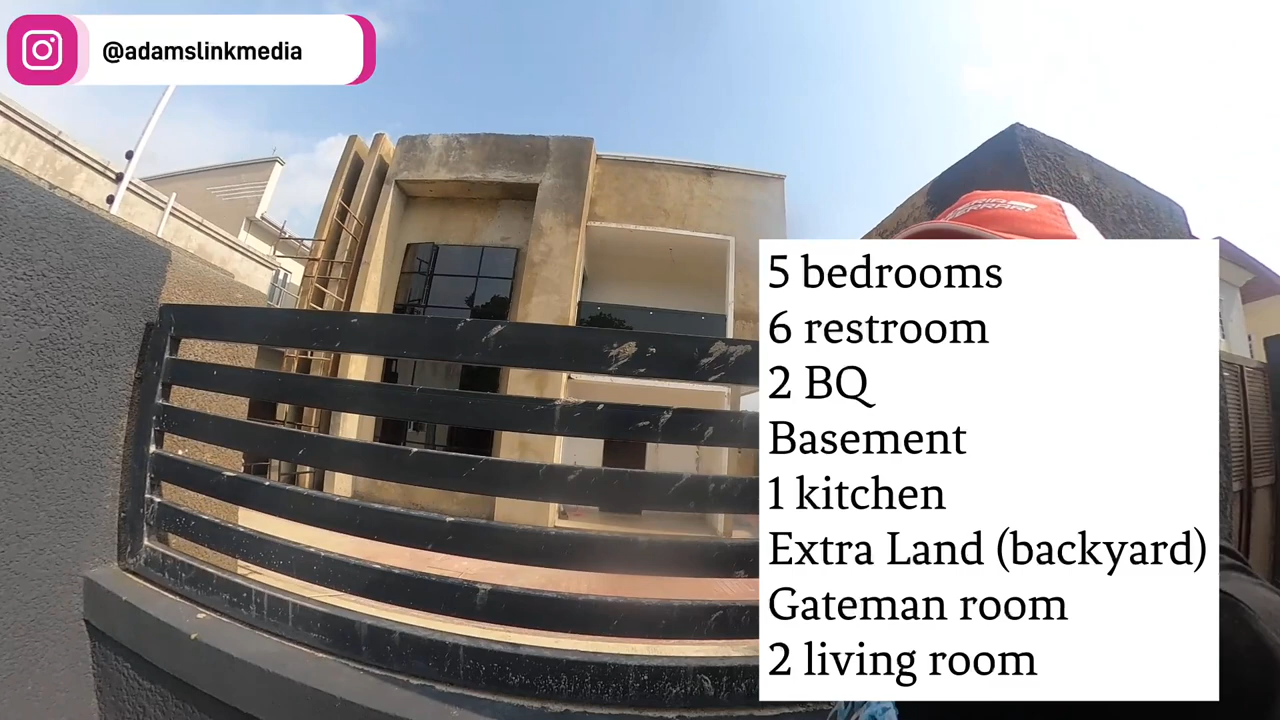 @adamslinkmedia
5 bedrooms
6 restroom
2 BQ
Basement
1 kitchen
Extra Land (backyard)
Gateman room
2 living room